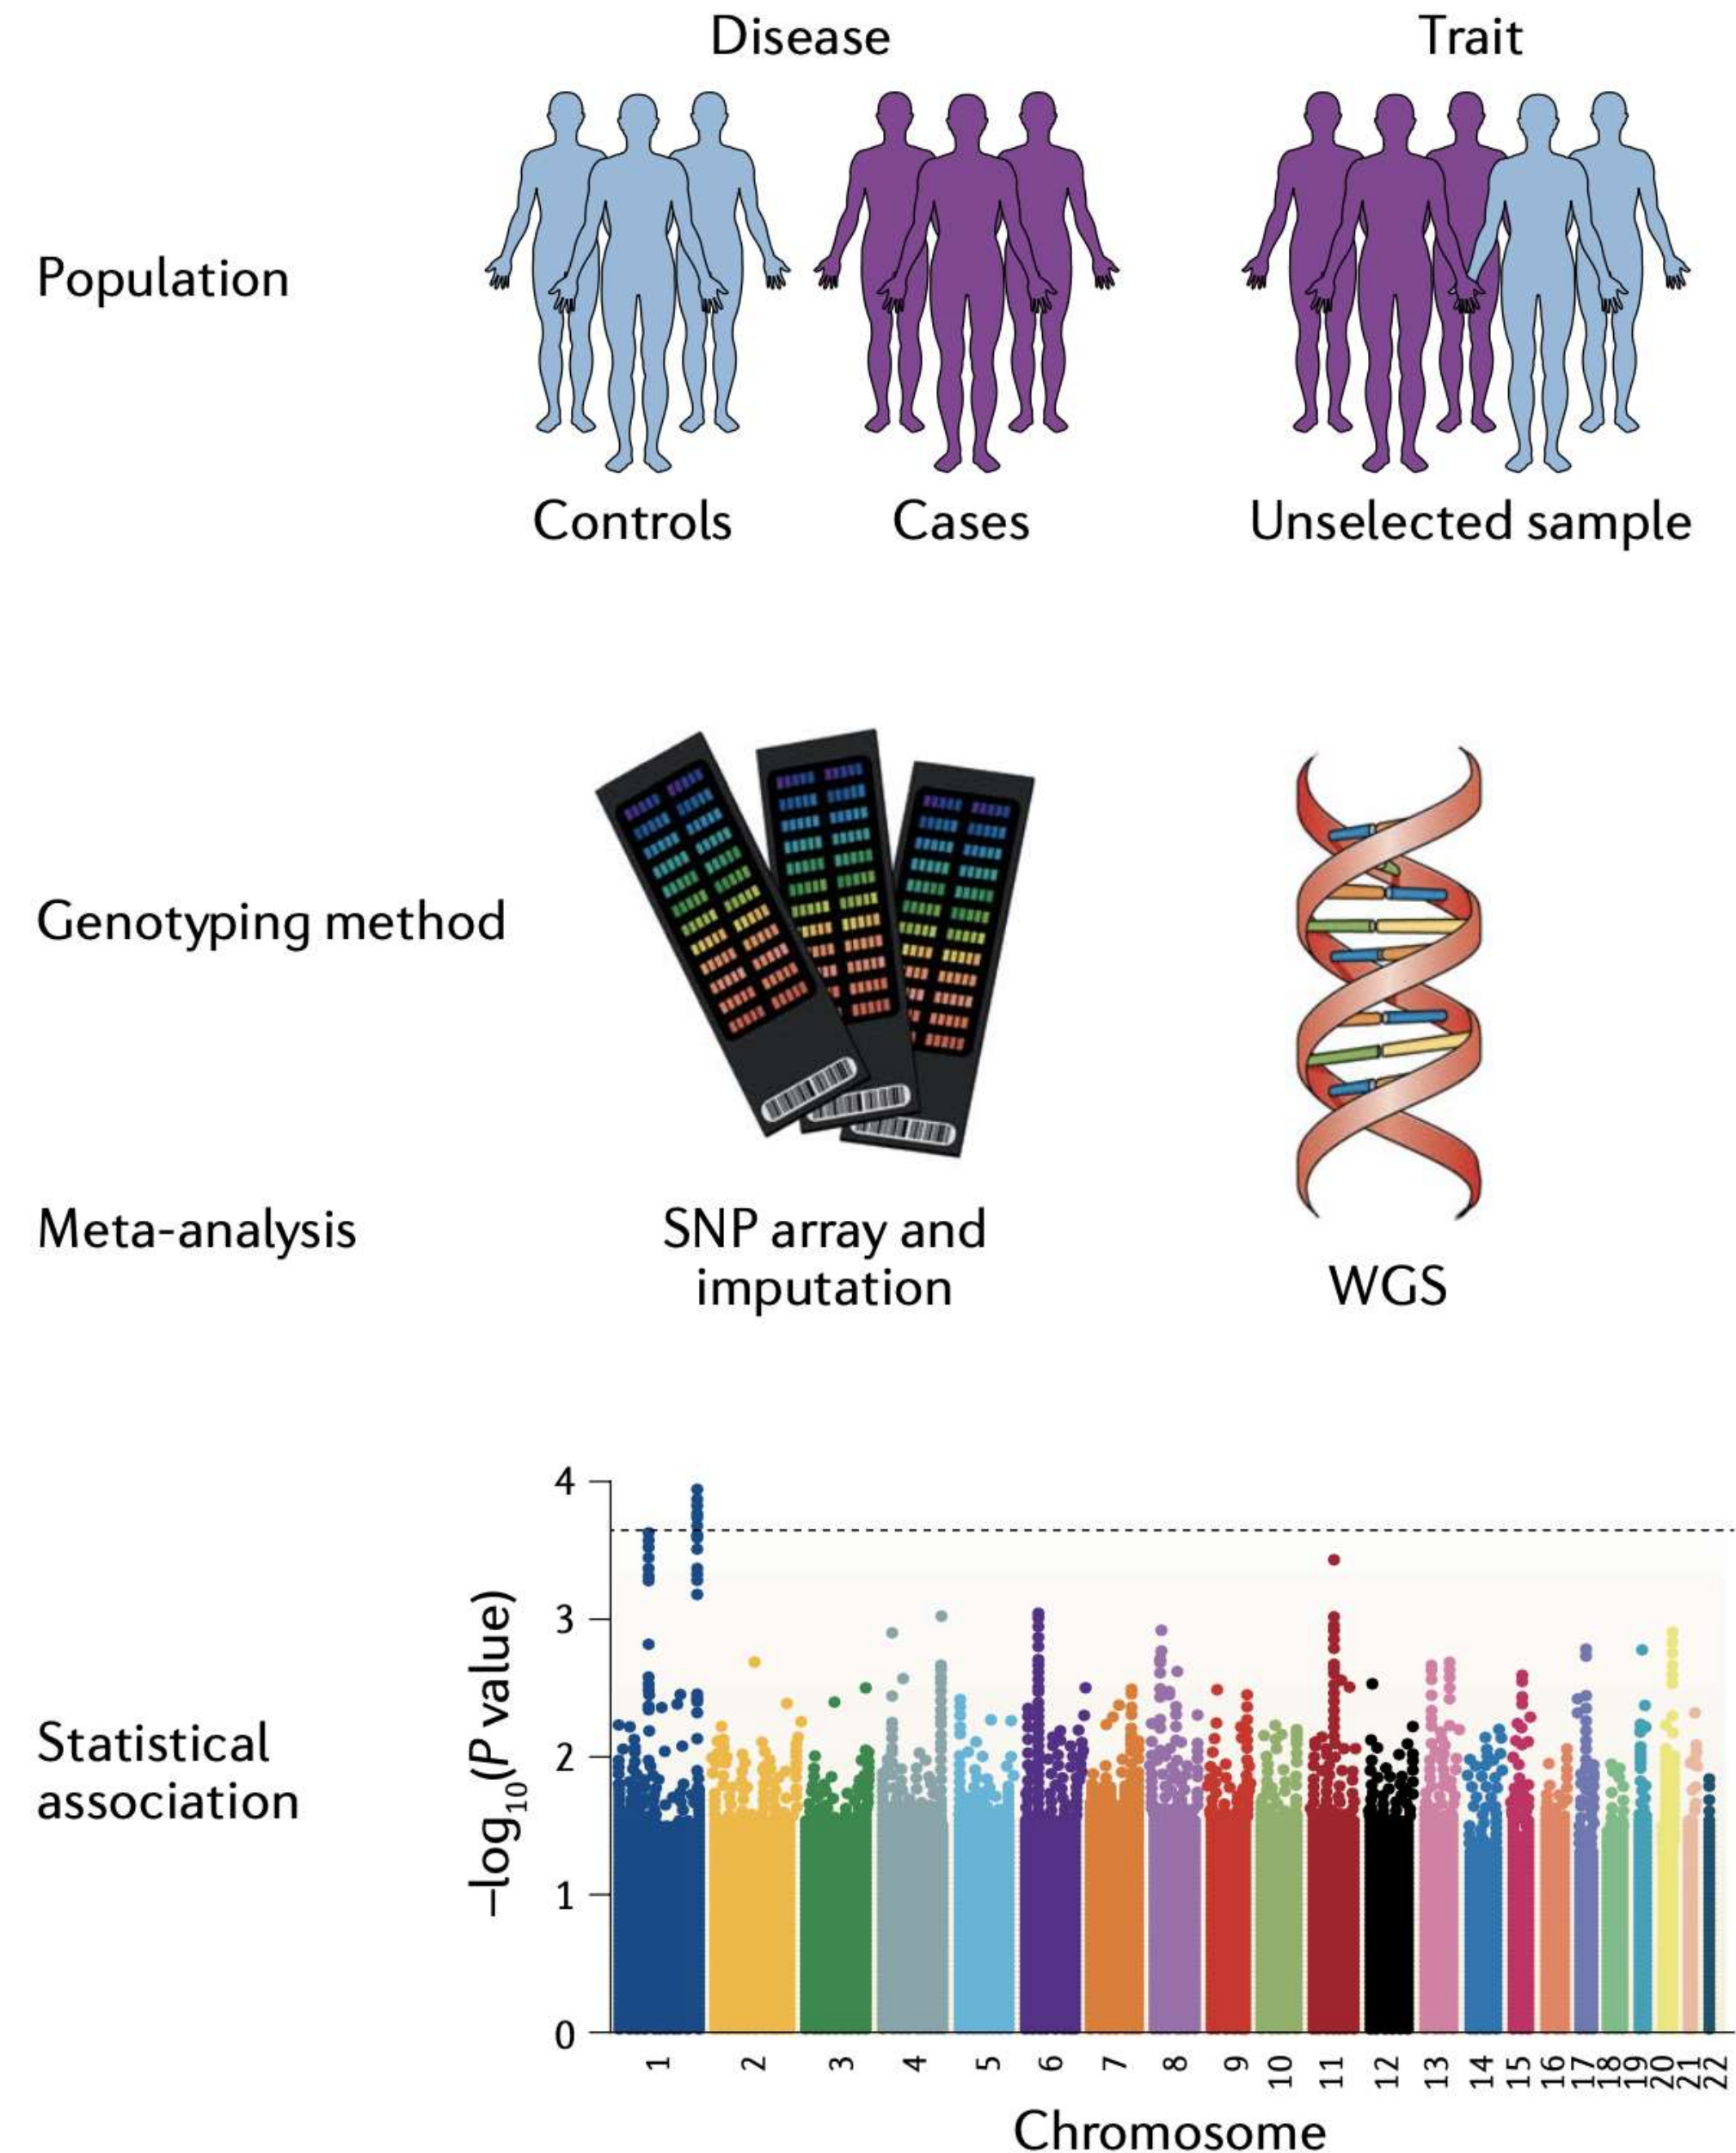 Disease
Trait
Population
Controls
Cases
Unselected sample
Genotyping method
Meta-analysis
SNP array and
imputation
WGS
Statistical
association
–log10(P value)
4
3
2
1
0
1 2 3 4 5 6 7 8 9 10 11 12 13 14 15 16 17 18 19 20 21 22
Chromosome